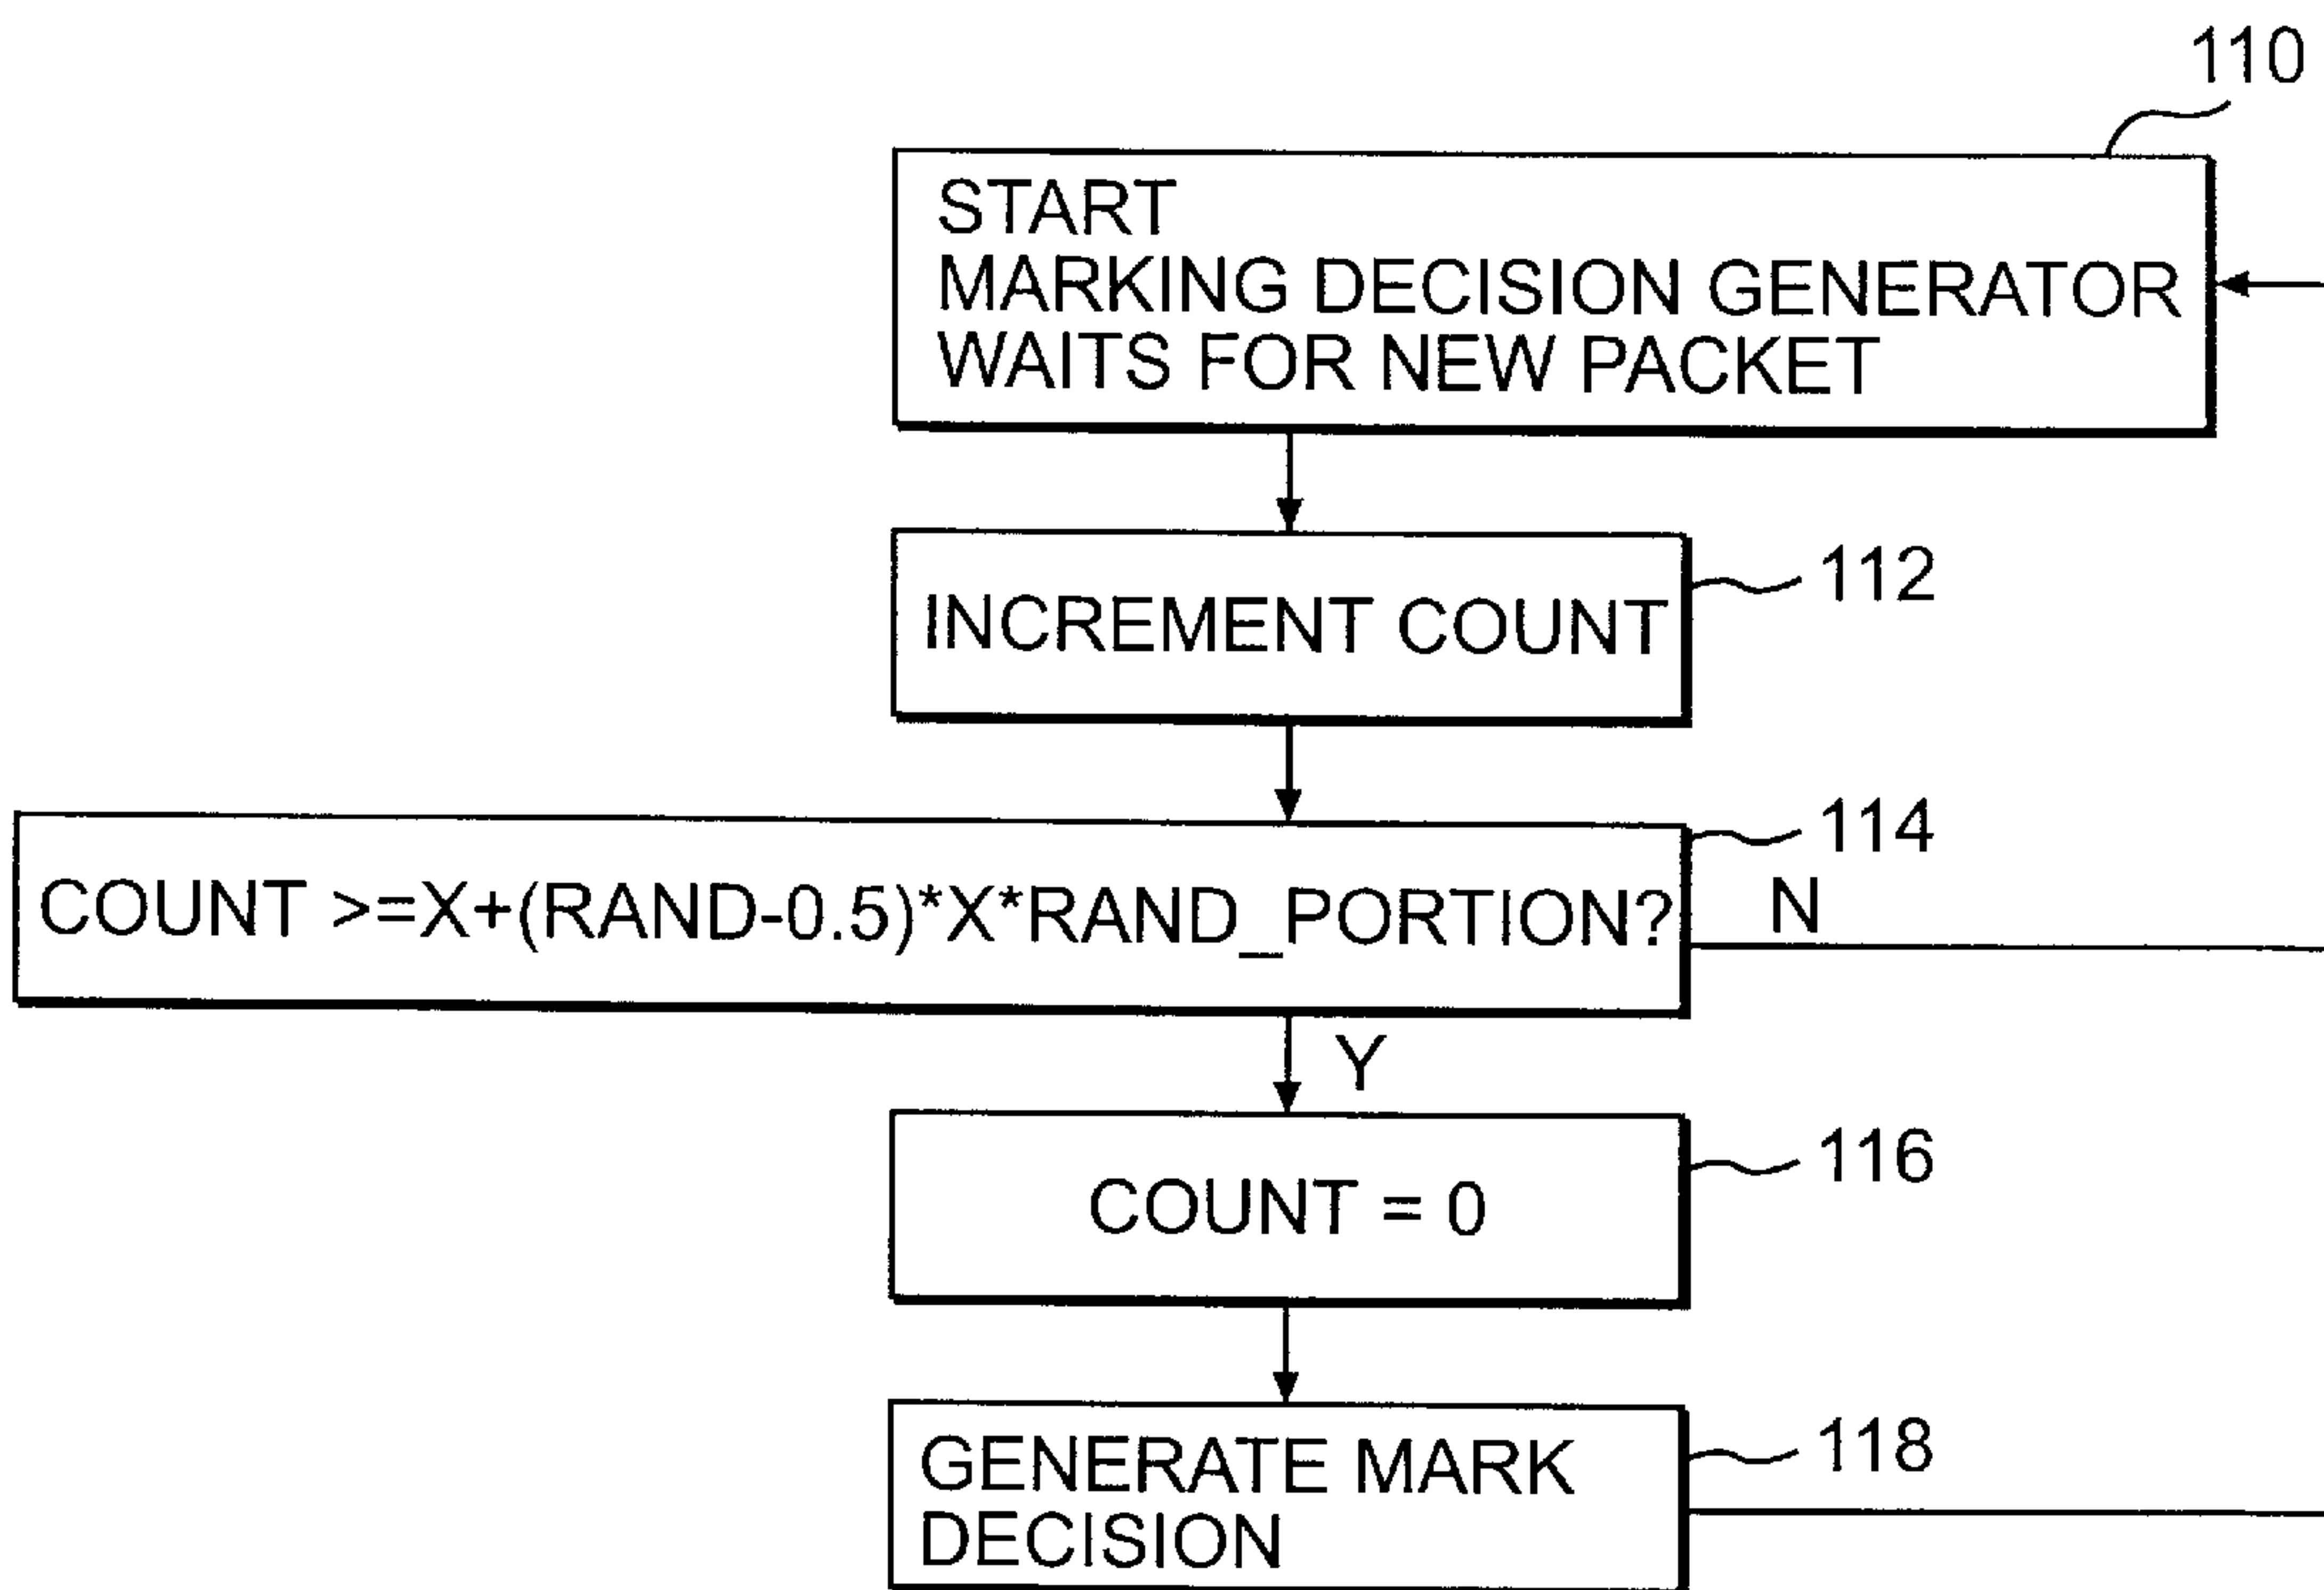 110
START
MARKING DECISION GENERATOR
WAITS FOR NEW PACKET
INCREMENT COUNT
112
114
COUNT >=X+(RAND-0.5)*X*RAND_PORTION?
N
Y
COUNT = 0
116
GENERATE MARK
DECISION
118